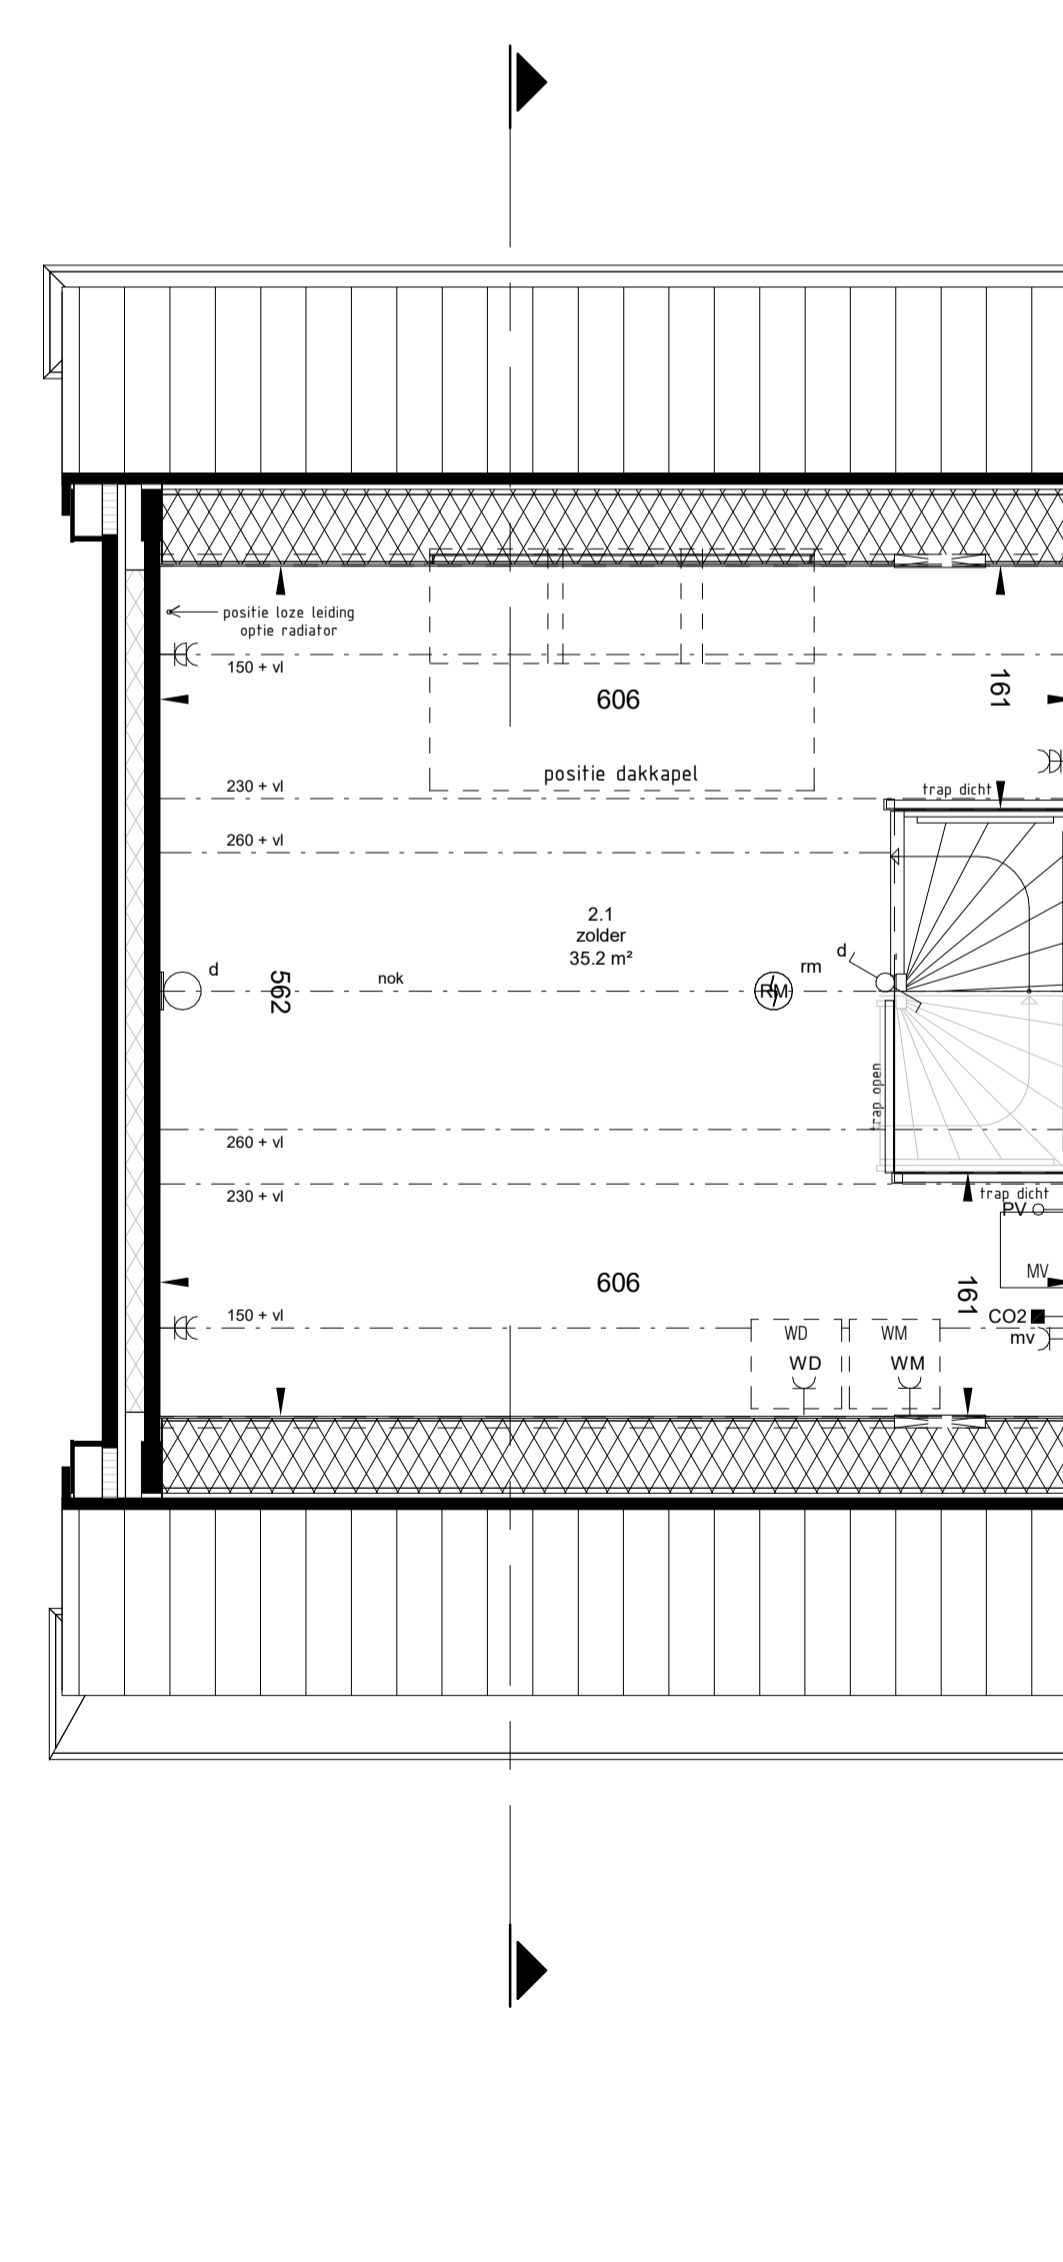 positie loze leiding
optie radiator
150 + vl
606
161
positie dakkapel
230 + vl
trap dicht
260 + vl
2.1
zolder
35.2 m²
d
562
nok
RM
rm
d
trap open
260 + vl
230 + vl
trap dicht
PV
606
161
MV
150 + vl
CO2
mv
WD
WM
WD
WM